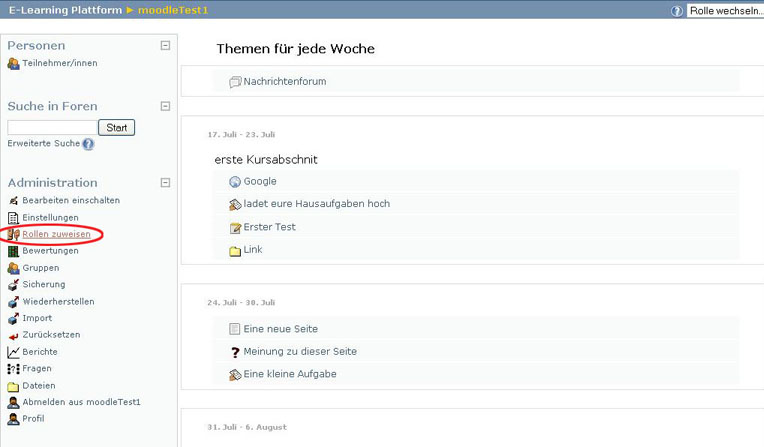 E-Learning Plattform ► moodleTest1
Rolle wechseln...
Personen
Teilnehmer/innen
Suche in Foren
Start
Erweiterte Suche
Administration
Bearbeiten einschalten
Einstellungen
Rollen zuweisen
Bewertungen
Gruppen
Sicherung
Wiederherstellen
Import
Zurücksetzen
Berichte
Fragen
Dateien
Abmelden aus moodleTest1
Profil
Themen für jede Woche
Nachrichtenforum
17. Juli - 23. Juli
erste Kursabschnit
Google
ladet eure Hausaufgaben hoch
Erster Test
Link
24. Juli - 30. Juli
Eine neue Seite
Meinung zu dieser Seite
Eine kleine Aufgabe
31. Juli - 6. August